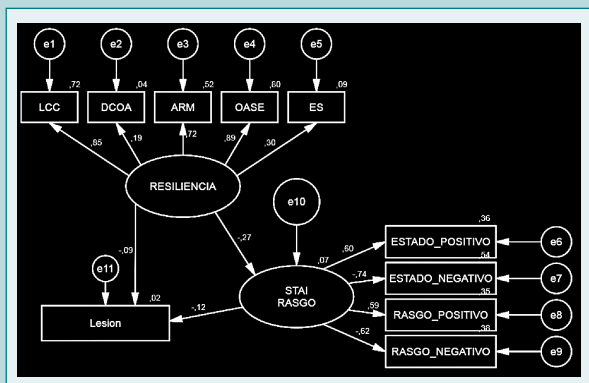 e1
e2
e3
e4
e5
,72
,04
,52
,60
,09
LCC
DCOA
ARM
OASE
ES
,85
,19
,72
,89
,30
RESILIENCIA
e10
-,09
-,27
,36
ESTADO_POSITIVO
e6
,60
,54
e11
,07
-,74
ESTADO_NEGATIVO
e7
,35
STAI
RASGO
,02
-,12
,59
RASGO_POSITIVO
e8
Lesion
,38
-,62
RASGO_NEGATIVO
e9